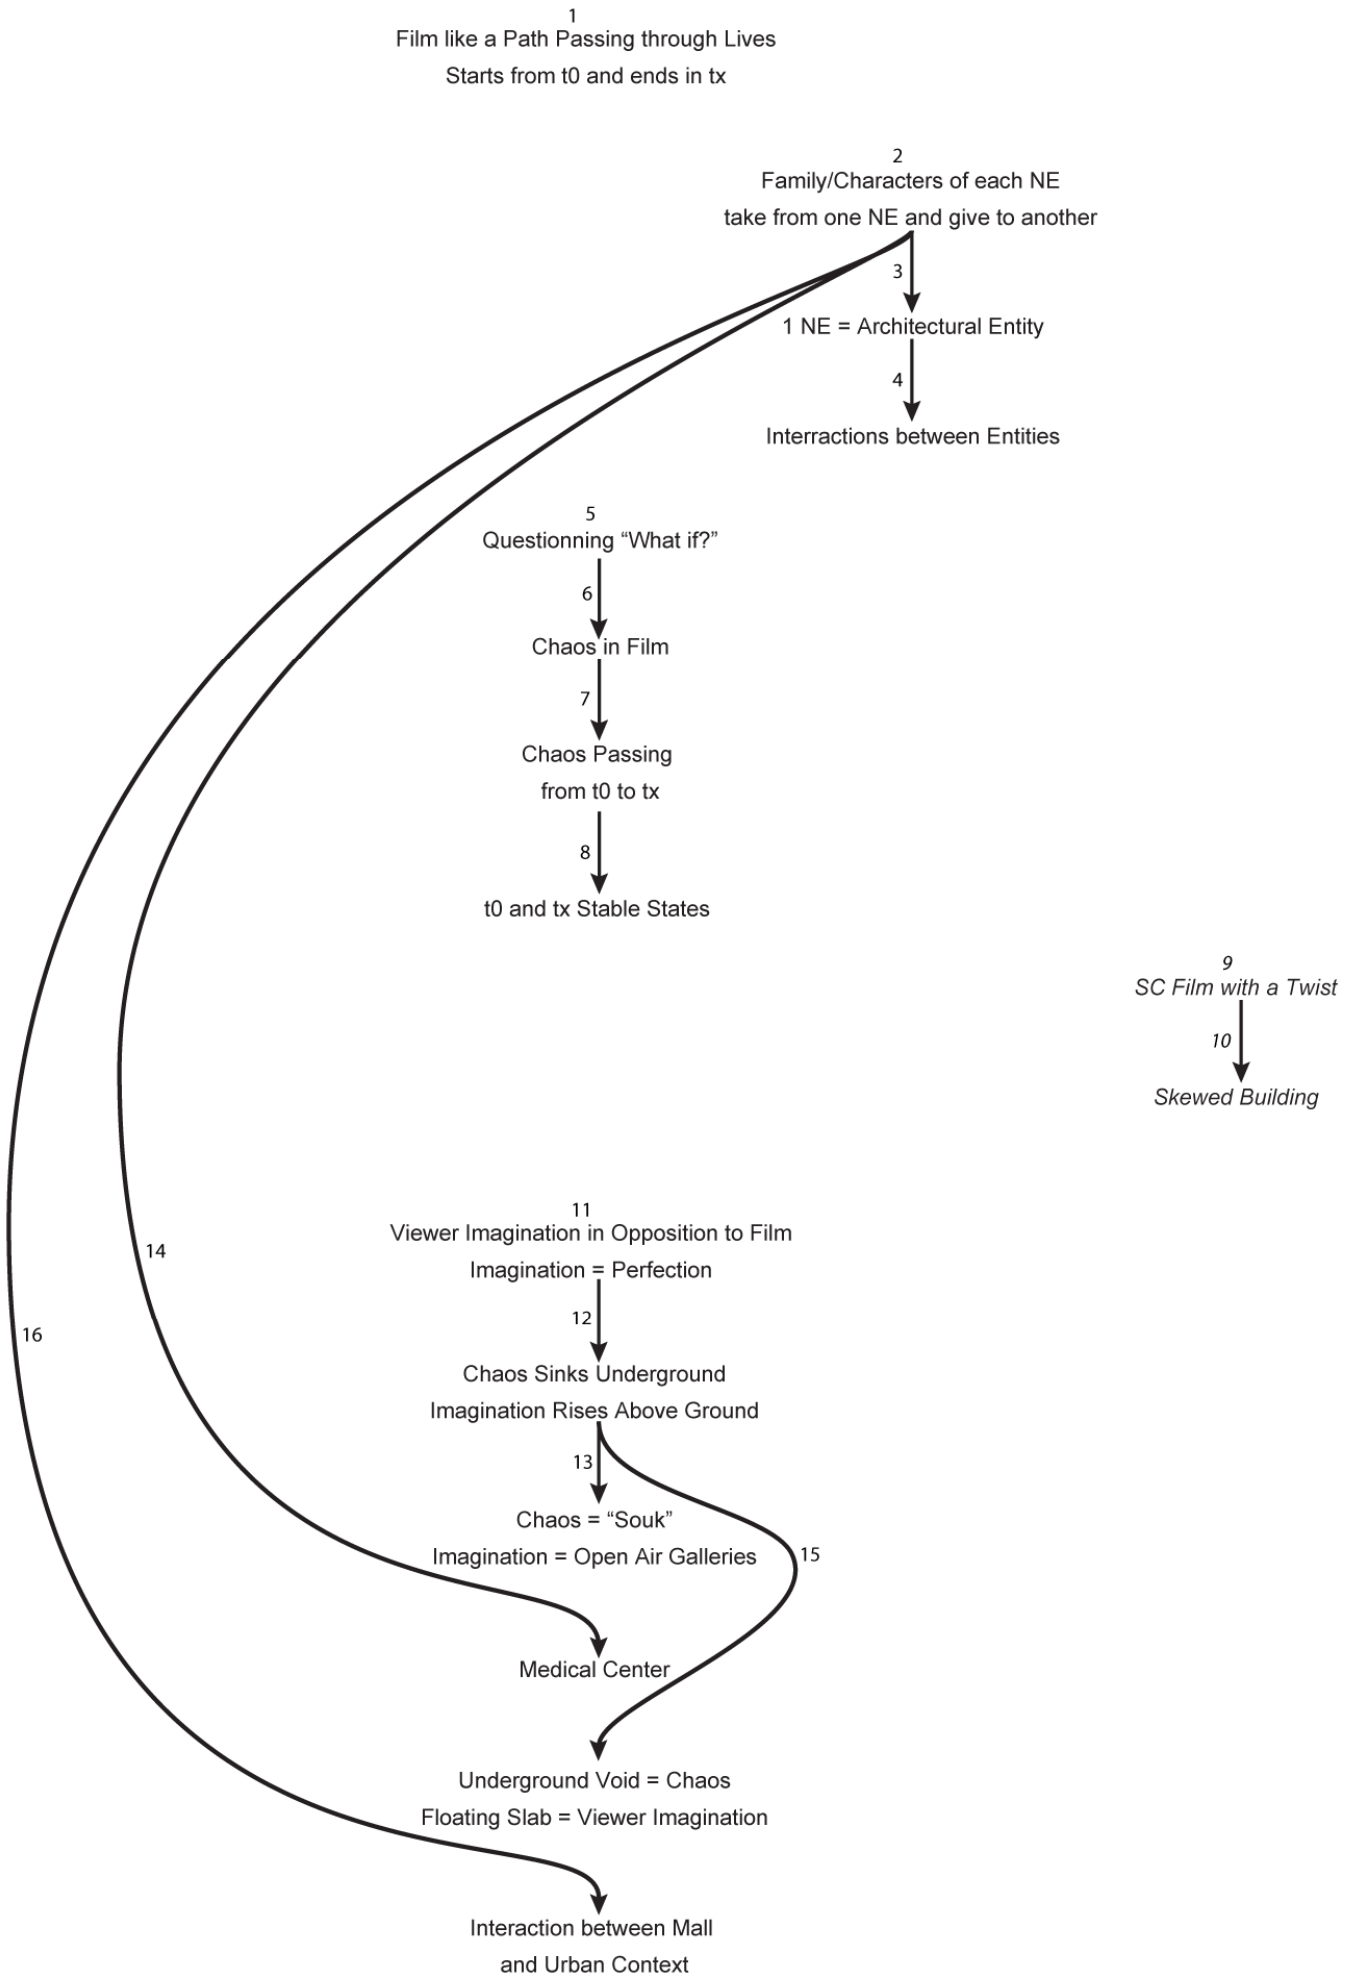 1
Film like a Path Passing through Lives
Starts from t0 and ends in tx
2
Family/Characters of each NE
take from one NE and give to another
3
1 NE = Architectural Entity
4
Interractions between Entities
5
Questionning “What if?”
6
Chaos in Film
7
Chaos Passing
from t0 to tx
8
t0 and tx Stable States
9
SC Film with a Twist
10
Skewed Building
11
Viewer Imagination in Opposition to Film
Imagination = Perfection
14
12
16
Chaos Sinks Underground
Imagination Rises Above Ground
13
Chaos = “Souk”
Imagination = Open Air Galleries
15
Medical Center
Underground Void = Chaos
Floating Slab = Viewer Imagination
Interaction between Mall
and Urban Context